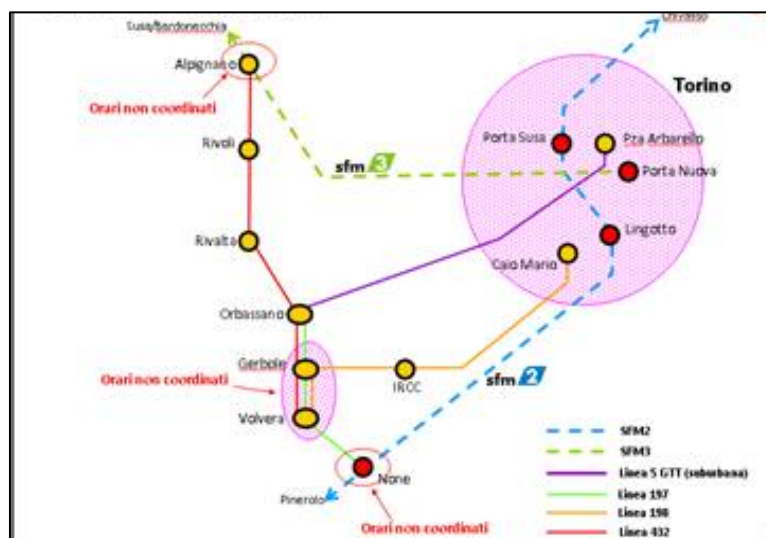 Susa/Bardonecchia
Chivasso
Alpignano
Orari non coordinati
Torino
Rivoli
Porta Susa
Pza Arbarello
sfm 3
Porta Nuova
Rivalta
Lingotto
Caio Mario
Orbassano
Gerbole
Orari non coordinati
IRCC
sfm 2
Volvera
None
Pinerolo
Orari non coordinati
SFM2
SFM3
Linea 5 GTT (suburbana)
Linea 197
Linea 198
Linea 432